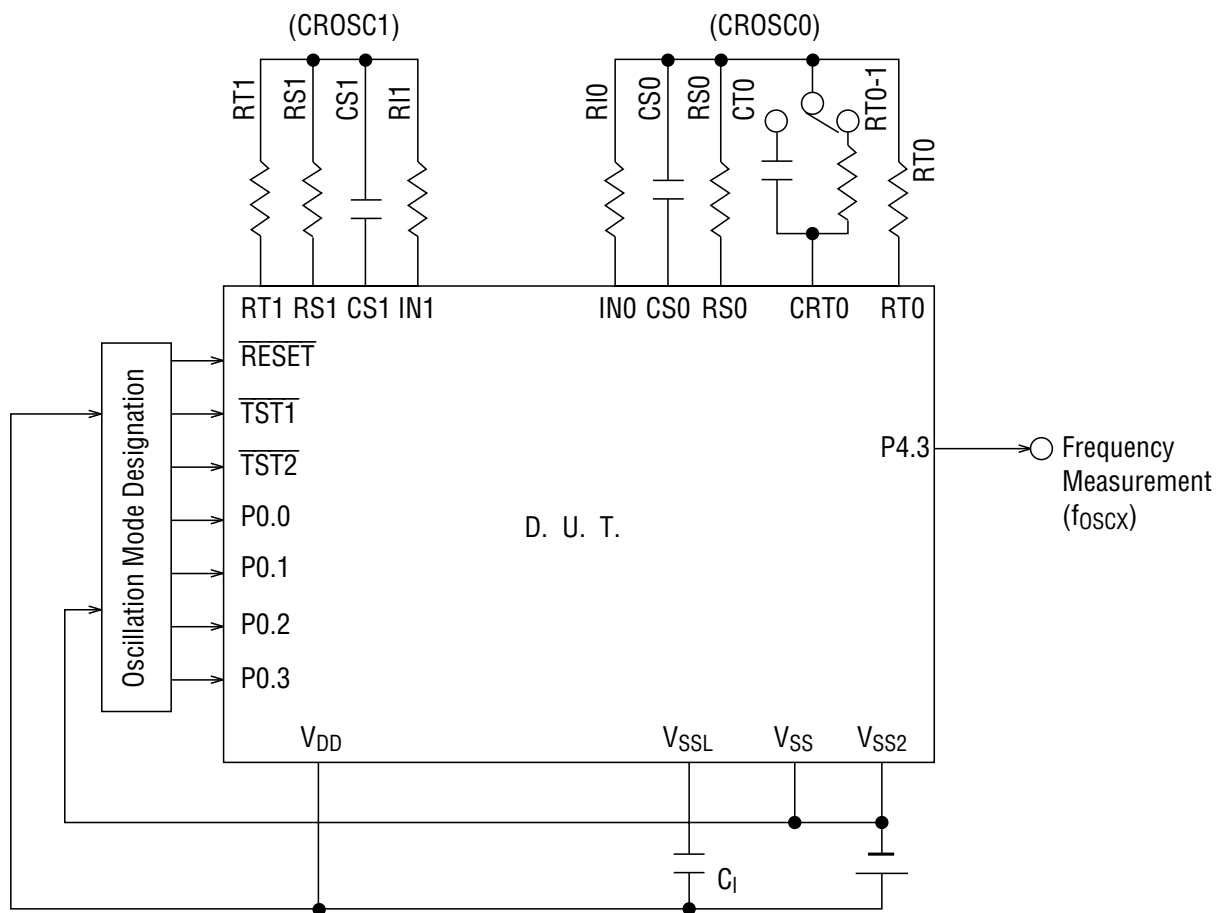 (CROSC1)
(CROSC0)
RT1
RS1
CS1
RI1
RI0
CS0
RS0
CT0
RT0-1
RT0
RT1 RS1 CS1 IN1
IN0 CS0 RS0 CRT0 RT0
Oscillation Mode Designation
RESET
TST1
TST2
P0.0
P0.1
P0.2
P0.3
D. U. T.
P4.3
Frequency
Measurement
(fOSCX)
VDD
VSSL
VSS
VSS2
CI